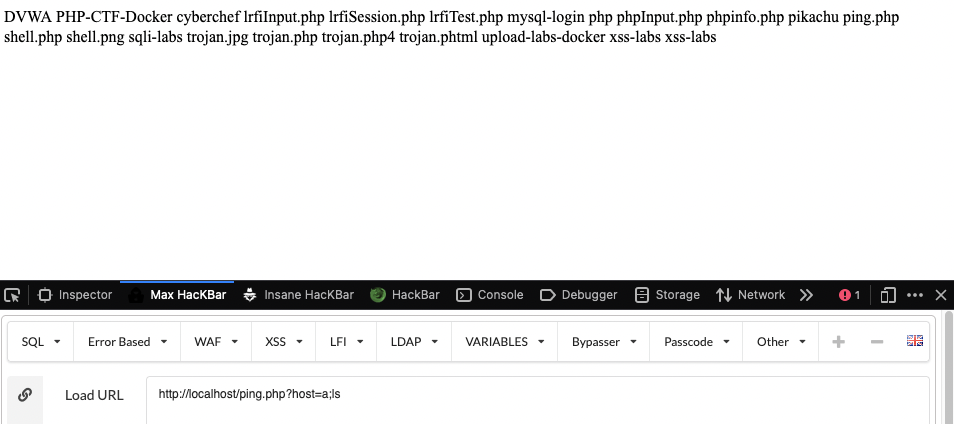 DVWA PHP-CTF-Docker cyberchef lrfiInput.php lrfiSession.php lrfiTest.php mysql-login php phpInput.php phpinfo.php pikachu ping.php
shell.php shell.png sqli-labs trojan.jpg trojan.php trojan.php4 trojan.phtml upload-labs-docker xss-labs xss-labs
Inspector Max HacKBar Insane HacKBar HackBar Console Debugger Storage Network 1
SQL Error Based WAF XSS LFI LDAP VARIABLES Bypasser Passcode Other
Load URL http://localhost/ping.php?host=a;ls